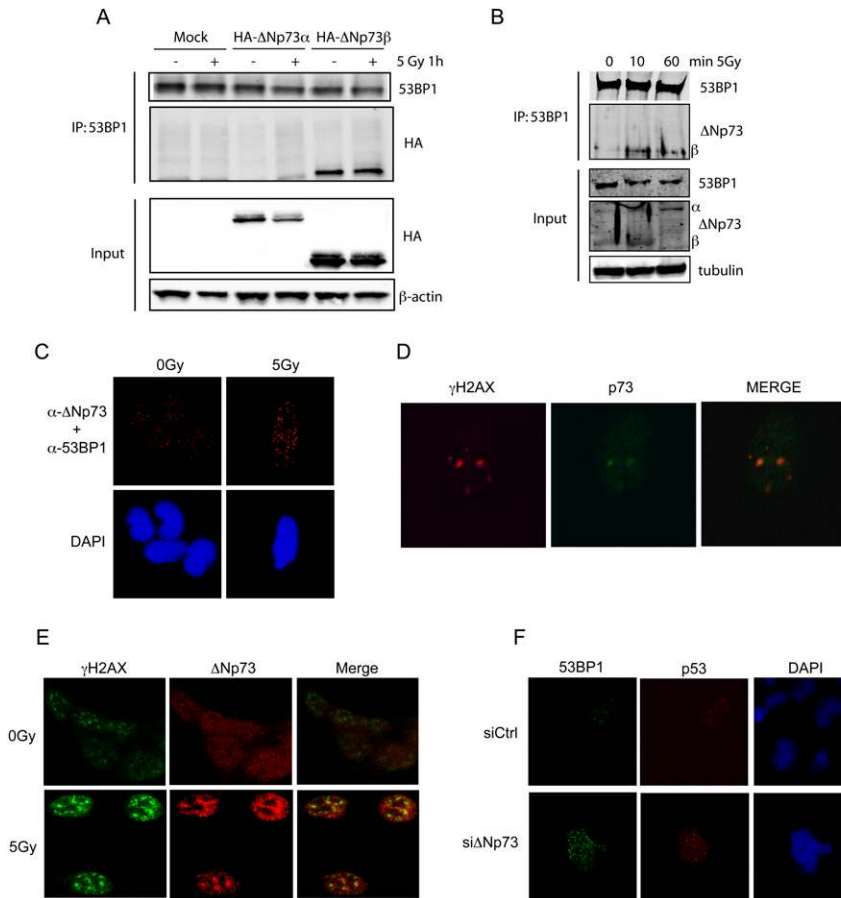 A
Mock HA-ΔNp73α HA-ΔNp73β
- + - + - + 5 Gy 1h
IP: 53BP1
53BP1
HA
Input
HA
β-actin
B
0 10 60 min 5Gy
IP: 53BP1
53BP1
ΔNp73
β
Input
53BP1
α
ΔNp73
β
tubulin
C
0Gy 5Gy
α-ΔNp73
+
α-53BP1
DAPI
D
γH2AX p73 MERGE
E
γH2AX ΔNp73 Merge
0Gy
5Gy
F
53BP1 p53 DAPI
siCtrl
siΔNp73